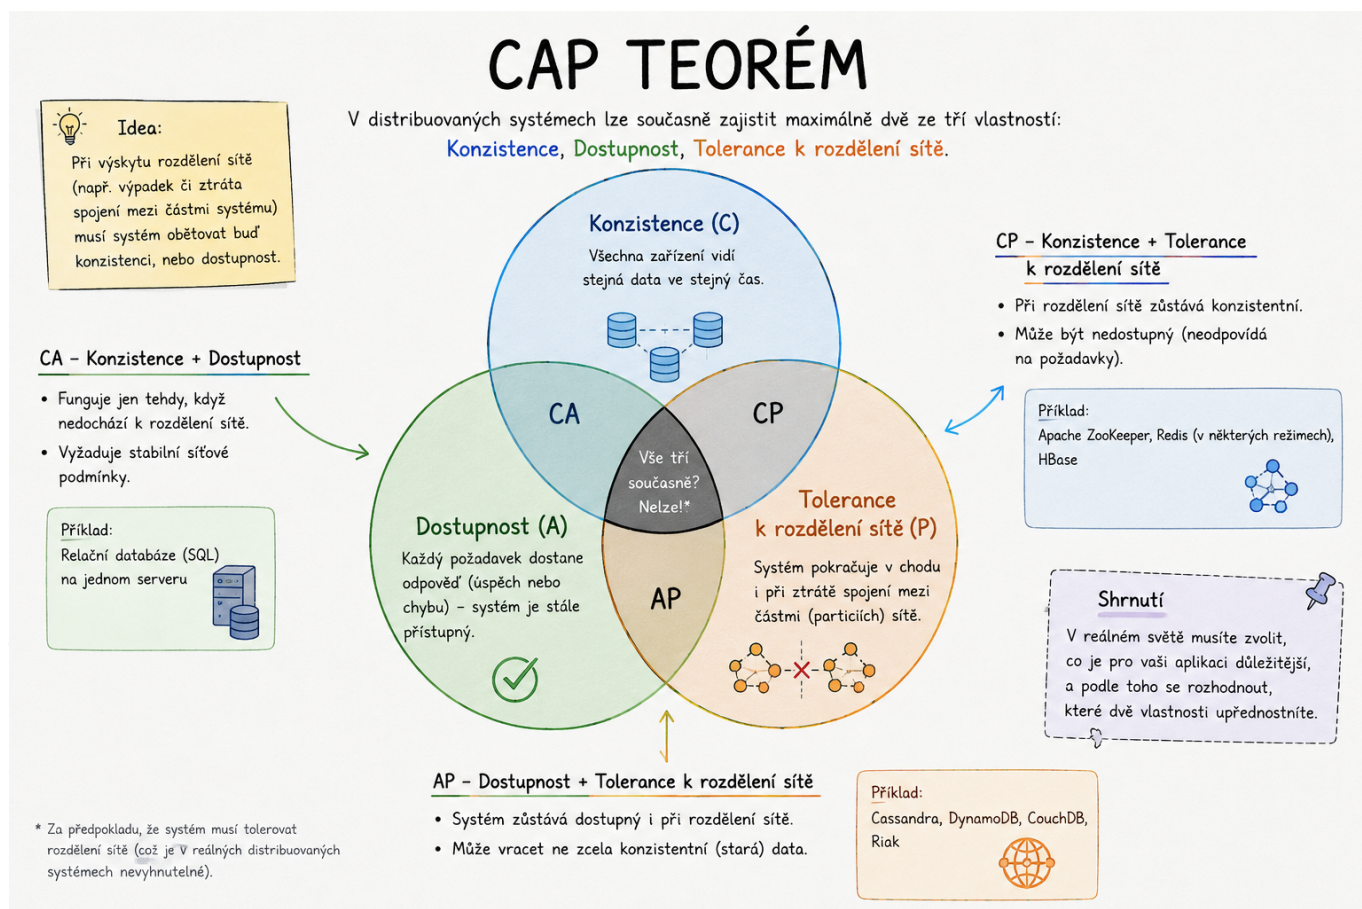 CAP TEORÉM
V distribuovaných systémech lze současně zajistit maximálně dvě ze tří vlastností:
Konzistence, Dostupnost, Tolerance k rozdělení sítě.
Idea:
Při výskytu rozdělení sítě
(např. výpadek či ztráta
spojení mezi částmi systému)
musí systém obětovat buď
konzistenci, nebo dostupnost.
Konzistence (C)
Všechna zařízení vidí
stejná data ve stejný čas.
CA – Konzistence + Dostupnost
• Funguje jen tehdy, když
nedochází k rozdělení sítě.
• Vyžaduje stabilní síťové
podmínky.
Příklad:
Relační databáze (SQL)
na jednom serveru
CA
CP
Vše tří
současně?
Nelze!*
AP
Dostupnost (A)
Každý požadavek dostane
odpověď (úspěch nebo
chybu) – systém je stále
přístupný.
Tolerance
k rozdělení sítě (P)
Systém pokračuje v chodu
i při ztrátě spojení mezi
částmi (particiích) sítě.
CP – Konzistence + Tolerance
k rozdělení sítě
• Při rozdělení sítě zůstává konzistentní.
• Může být nedostupný (neodpovídá
na požadavky).
Příklad:
Apache ZooKeeper, Redis (v některých režimech),
HBase
Shrnutí
V reálném světě musíte zvolit,
co je pro vaši aplikaci důležitější,
a podle toho se rozhodnout,
které dvě vlastnosti upřednostníte.
AP – Dostupnost + Tolerance k rozdělení sítě
• Systém zůstává dostupný i při rozdělení sítě.
• Může vracet ne zcela konzistentní (stará) data.
Příklad:
Cassandra, DynamoDB, CouchDB,
Riak
* Za předpokladu, že systém musí tolerovat
rozdělení sítě (což je v reálných distribuovaných
systémech nevyhnutelné).